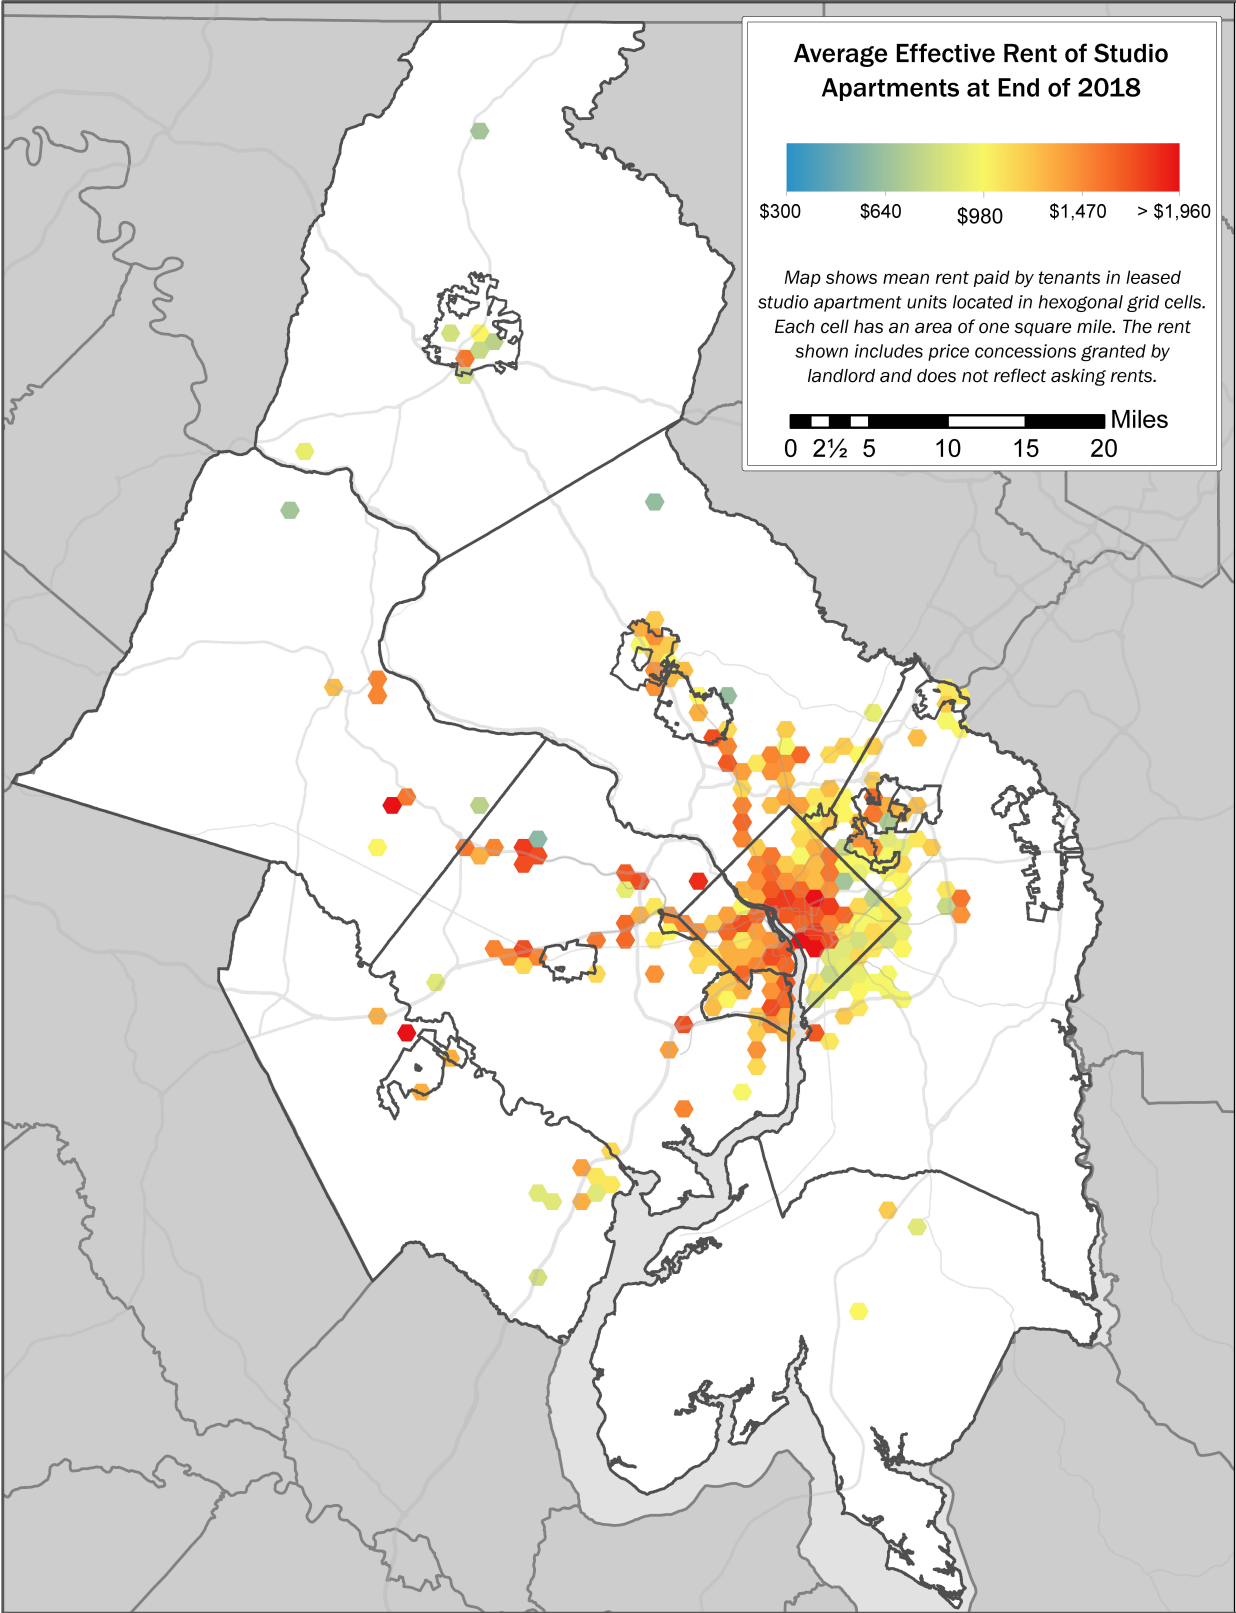 Average Effective Rent of Studio
Apartments at End of 2018
$300 $640 $980 $1,470 > $1,960
Map shows mean rent paid by tenants in leased
studio apartment units located in hexogonal grid cells.
Each cell has an area of one square mile. The rent
shown includes price concessions granted by
landlord and does not reflect asking rents.
Miles
0 2½ 5 10 15 20